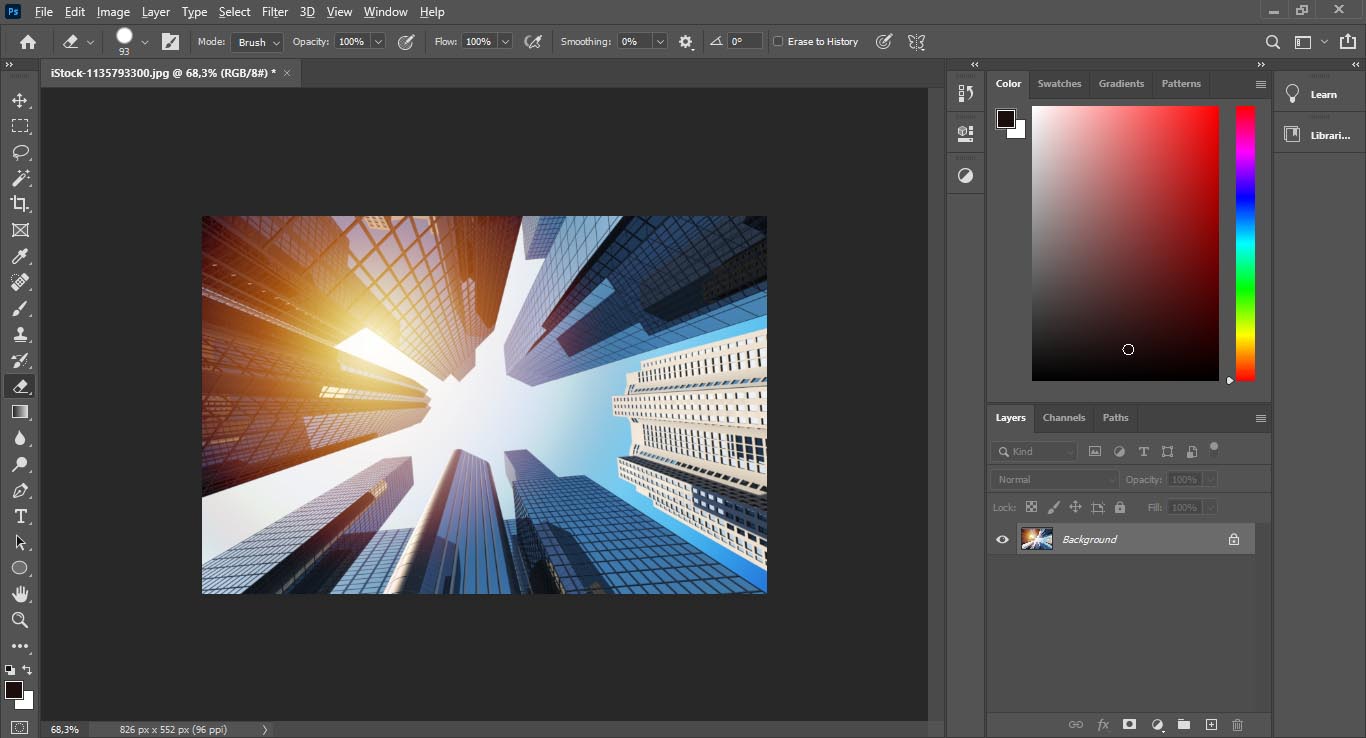 Ps File Edit Image Layer Type Select Filter 3D View Window Help
93 Mode: Brush Opacity: 100% Flow: 100% Smoothing: 0% 0° Erase to History
iStock-1135793300.jpg @ 68,3% (RGB/8#) * ×
Color Swatches Gradients Patterns
Learn
Librari...
Layers Channels Paths
Kind
Normal Opacity: 100%
Lock: Fill: 100%
Background
68,3% 826 px x 552 px (96 ppi)
fx